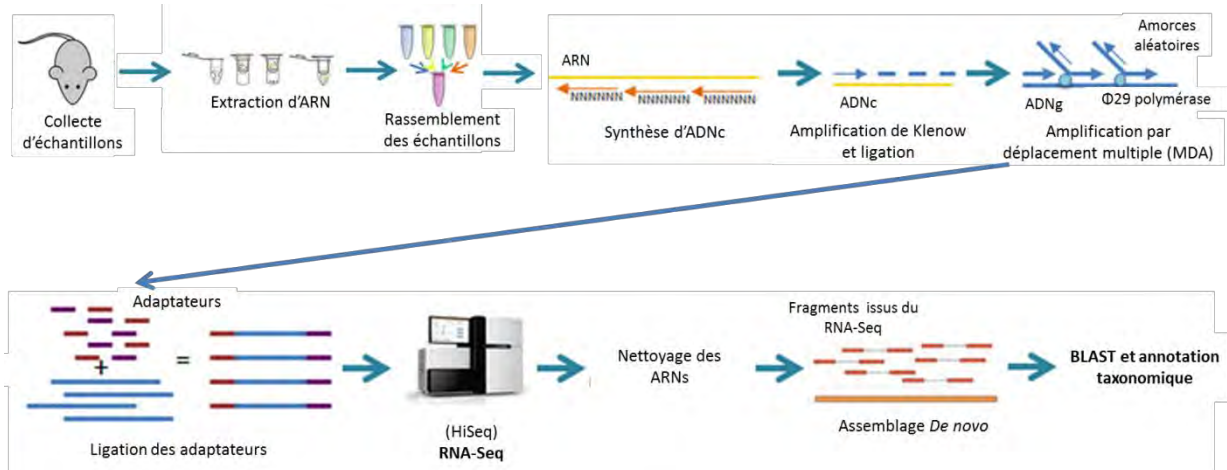 Collecte
d'échantillons
Extraction d'ARN
Rassemblement
des échantillons
ARN
NNNNNN
NNNNNN
NNNNNN
Synthèse d'ADNc
ADNc
Amplification de Klenow
et ligation
Amorces
aléatoires
ADNg
Φ29 polymérase
Amplification par
déplacement multiple (MDA)
Adaptateurs
+
=
Ligation des adaptateurs
(HiSeq)
RNA-Seq
Nettoyage des
ARNs
Fragments issus du
RNA-Seq
Assemblage De novo
BLAST et annotation
taxonomique